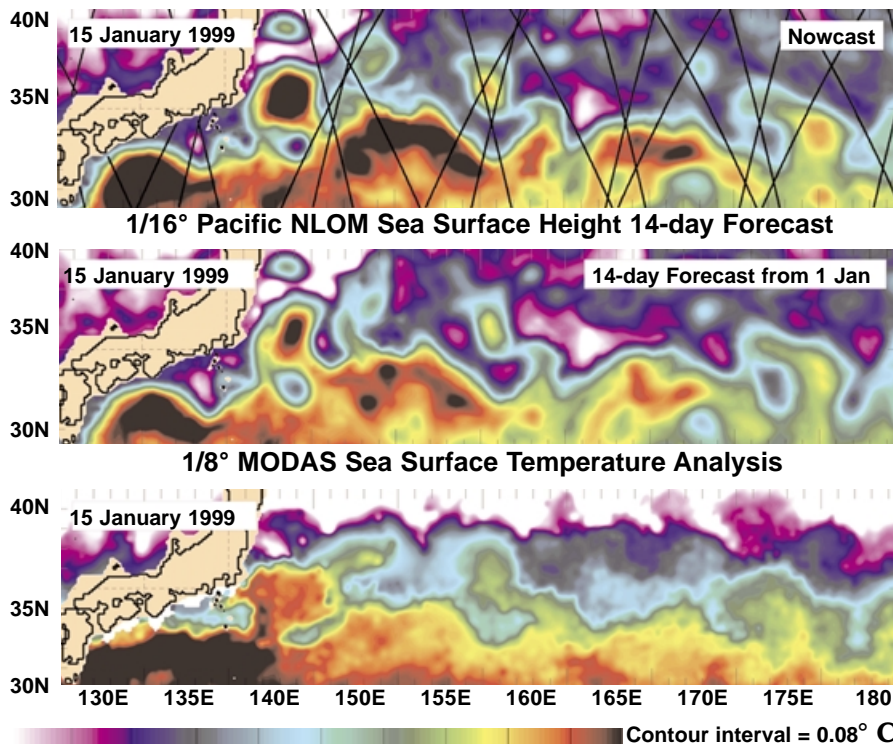 40N
15 January 1999
Nowcast
35N
30N
1/16° Pacific NLOM Sea Surface Height 14-day Forecast
40N
15 January 1999
14-day Forecast from 1 Jan
35N
30N
1/8° MODAS Sea Surface Temperature Analysis
40N
15 January 1999
35N
30N
130E 135E 140E 150E 155E 160E 170E 175E 180
Contour interval = 0.08° C